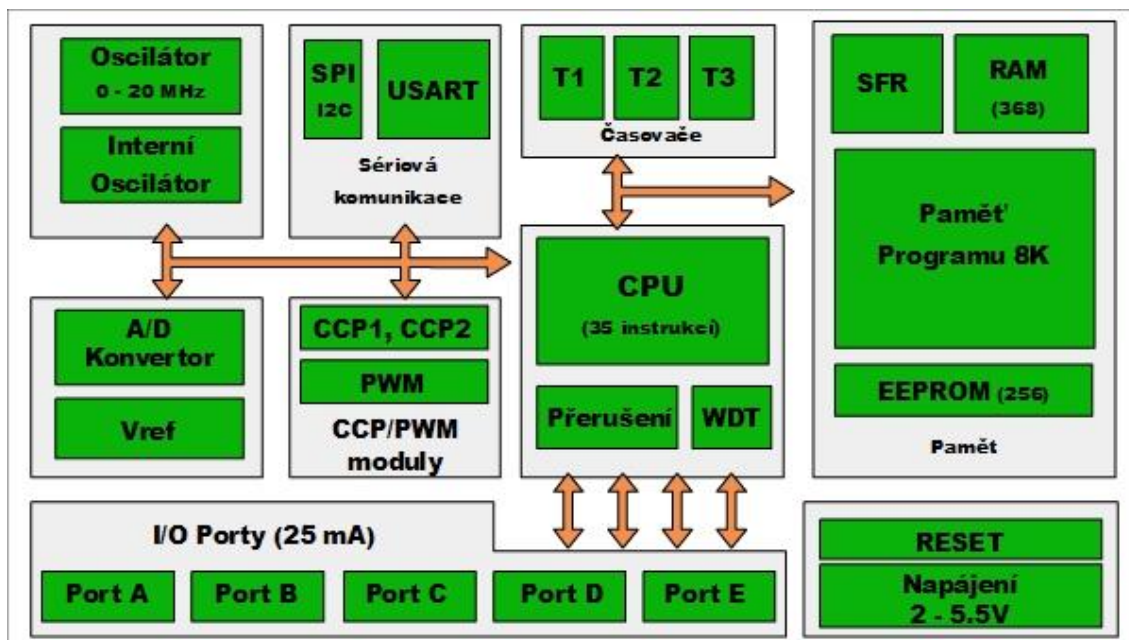 Oscilátor
0 - 20 MHz
Interní
Oscilátor
SPI
I2C
USART
Sériová
komunikace
T1
T2
T3
Časovače
SFR
RAM
(368)
Paměť
Programu 8K
EEPROM (256)
Pamět
A/D
Konvertor
Vref
CCP1, CCP2
PWM
CCP/PWM
moduly
CPU
(35 instrukcí)
Přerušení
WDT
I/O Porty (25 mA)
Port A
Port B
Port C
Port D
Port E
RESET
Napájení
2 - 5.5V